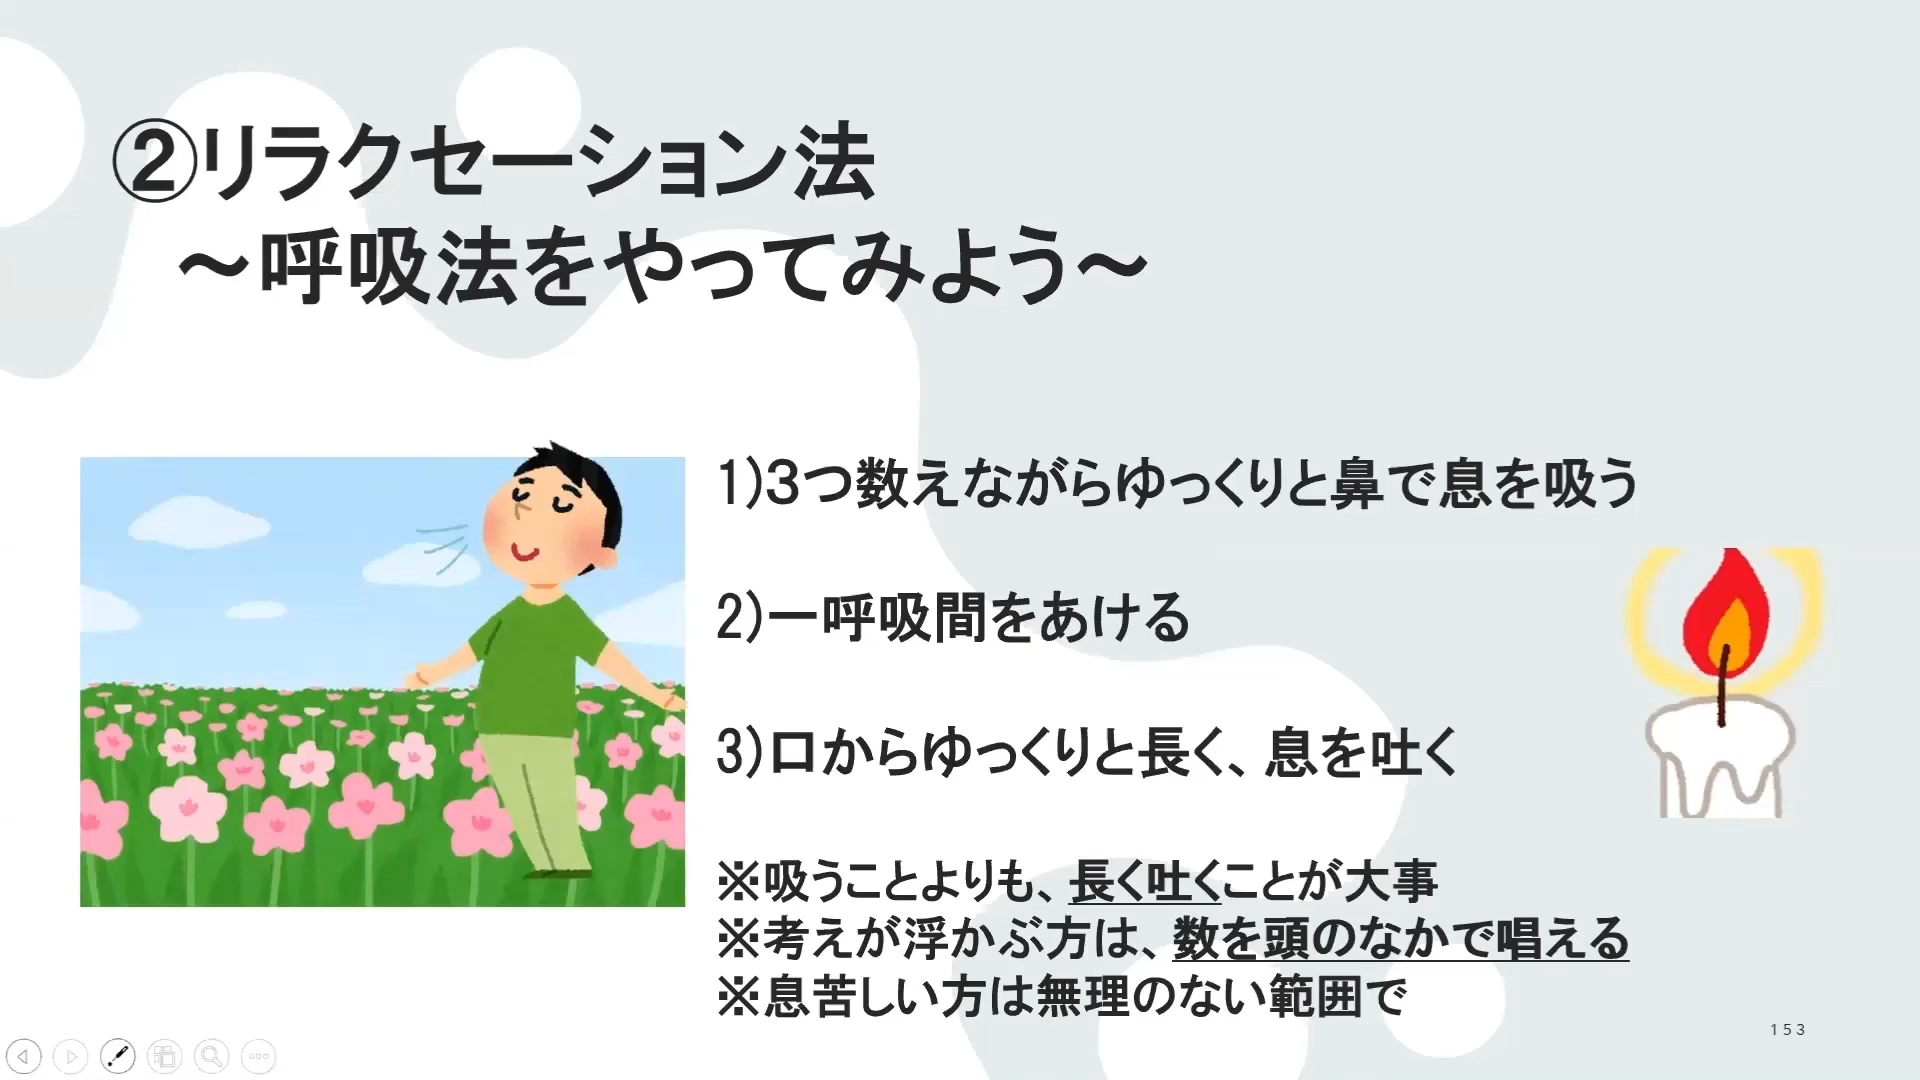 ②リラクセーション法
～呼吸法をやってみよう～
1)３つ数えながらゆっくりと鼻で息を吸う
2)一呼吸間をあける
3)口からゆっくりと長く、息を吐く
※吸うことよりも、長く吐くことが大事
※考えが浮かぶ方は、数を頭のなかで唱える
※息苦しい方は無理のない範囲で
153